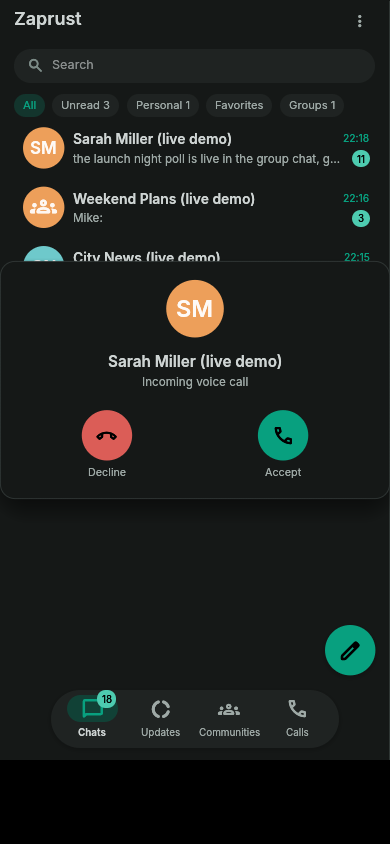 Zaprust
Search
All
Unread 3
Personal 1
Favorites
Groups 1
SM
Sarah Miller (live demo)
22:18
the launch night poll is live in the group chat, g...
11
Weekend Plans (live demo)
22:16
Mike:
3
City News (live demo)
22:15
SM
Sarah Miller (live demo)
Incoming voice call
Decline
Accept
18
Chats
Updates
Communities
Calls